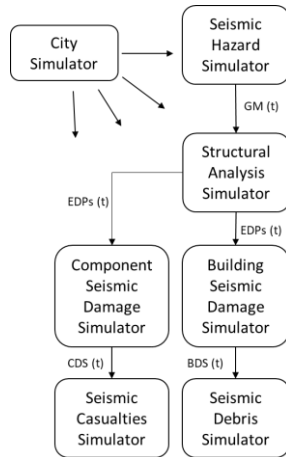 City
Simulator
Seismic
Hazard
Simulator
GM (t)
Structural
Analysis
Simulator
EDPs (t)
EDPs (t)
Component
Seismic
Damage
Simulator
Building
Seismic
Damage
Simulator
CDS (t)
BDS (t)
Seismic
Casualties
Simulator
Seismic
Debris
Simulator